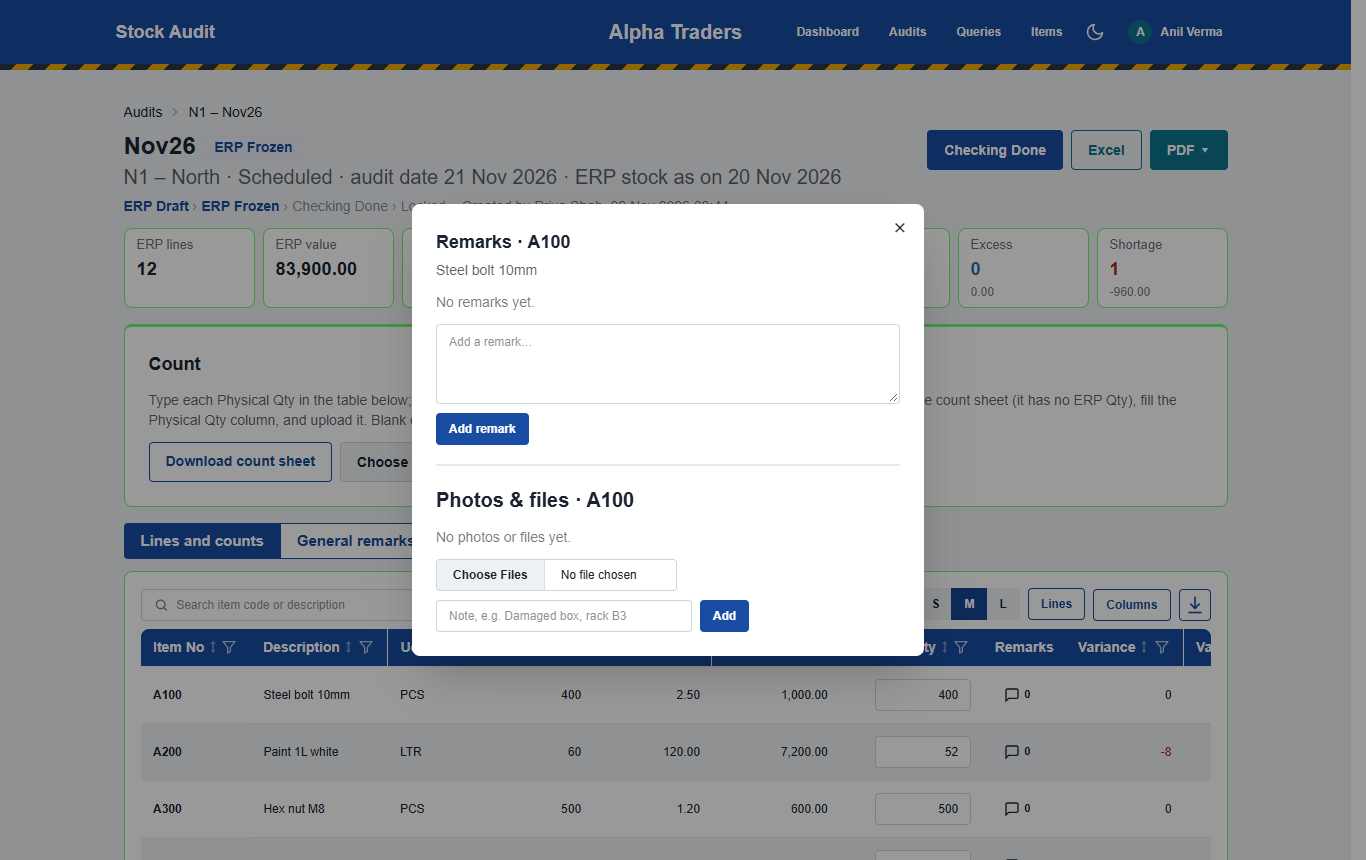 Stock Audit
Alpha Traders
Dashboard
Audits
Queries
Items
A
Anil Verma
Audits > N1 – Nov26
Nov26
ERP Frozen
Checking Done
Excel
PDF
N1 – North · Scheduled · audit date 21 Nov 2026 · ERP stock as on 20 Nov 2026
ERP Draft › ERP Frozen › Checking Done ›
ERP lines
12
ERP value
83,900.00
Excess
0
0.00
Shortage
1
-960.00
Remarks · A100
Steel bolt 10mm
No remarks yet.
Add a remark...
Add remark
Photos & files · A100
No photos or files yet.
Choose Files
No file chosen
Note, e.g. Damaged box, rack B3
Add
Count
Type each Physical Qty in the table below;
count sheet (it has no ERP Qty), fill the
Physical Qty column, and upload it. Blank
Download count sheet
Choose
Lines and counts
General remarks
Search item code or description
S
M
L
Lines
Columns
Item No
Description
Remarks
Variance
A100 Steel bolt 10mm PCS 400 2.50 1,000.00 400 0 0
A200 Paint 1L white LTR 60 120.00 7,200.00 52 0 -8
A300 Hex nut M8 PCS 500 1.20 600.00 500 0 0